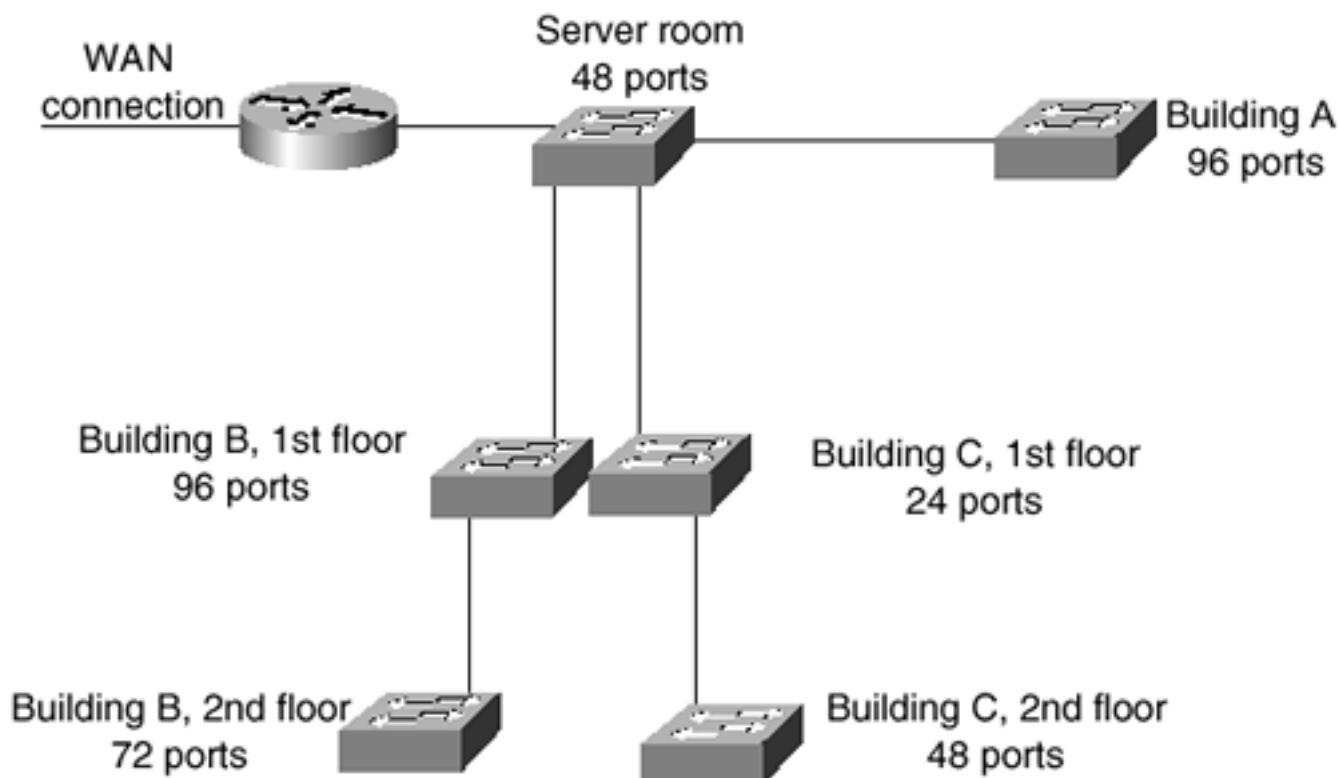 Server room
48 ports
WAN
connection
Building A
96 ports
Building B, 1st floor
96 ports
Building C, 1st floor
24 ports
Building B, 2nd floor
72 ports
Building C, 2nd floor
48 ports